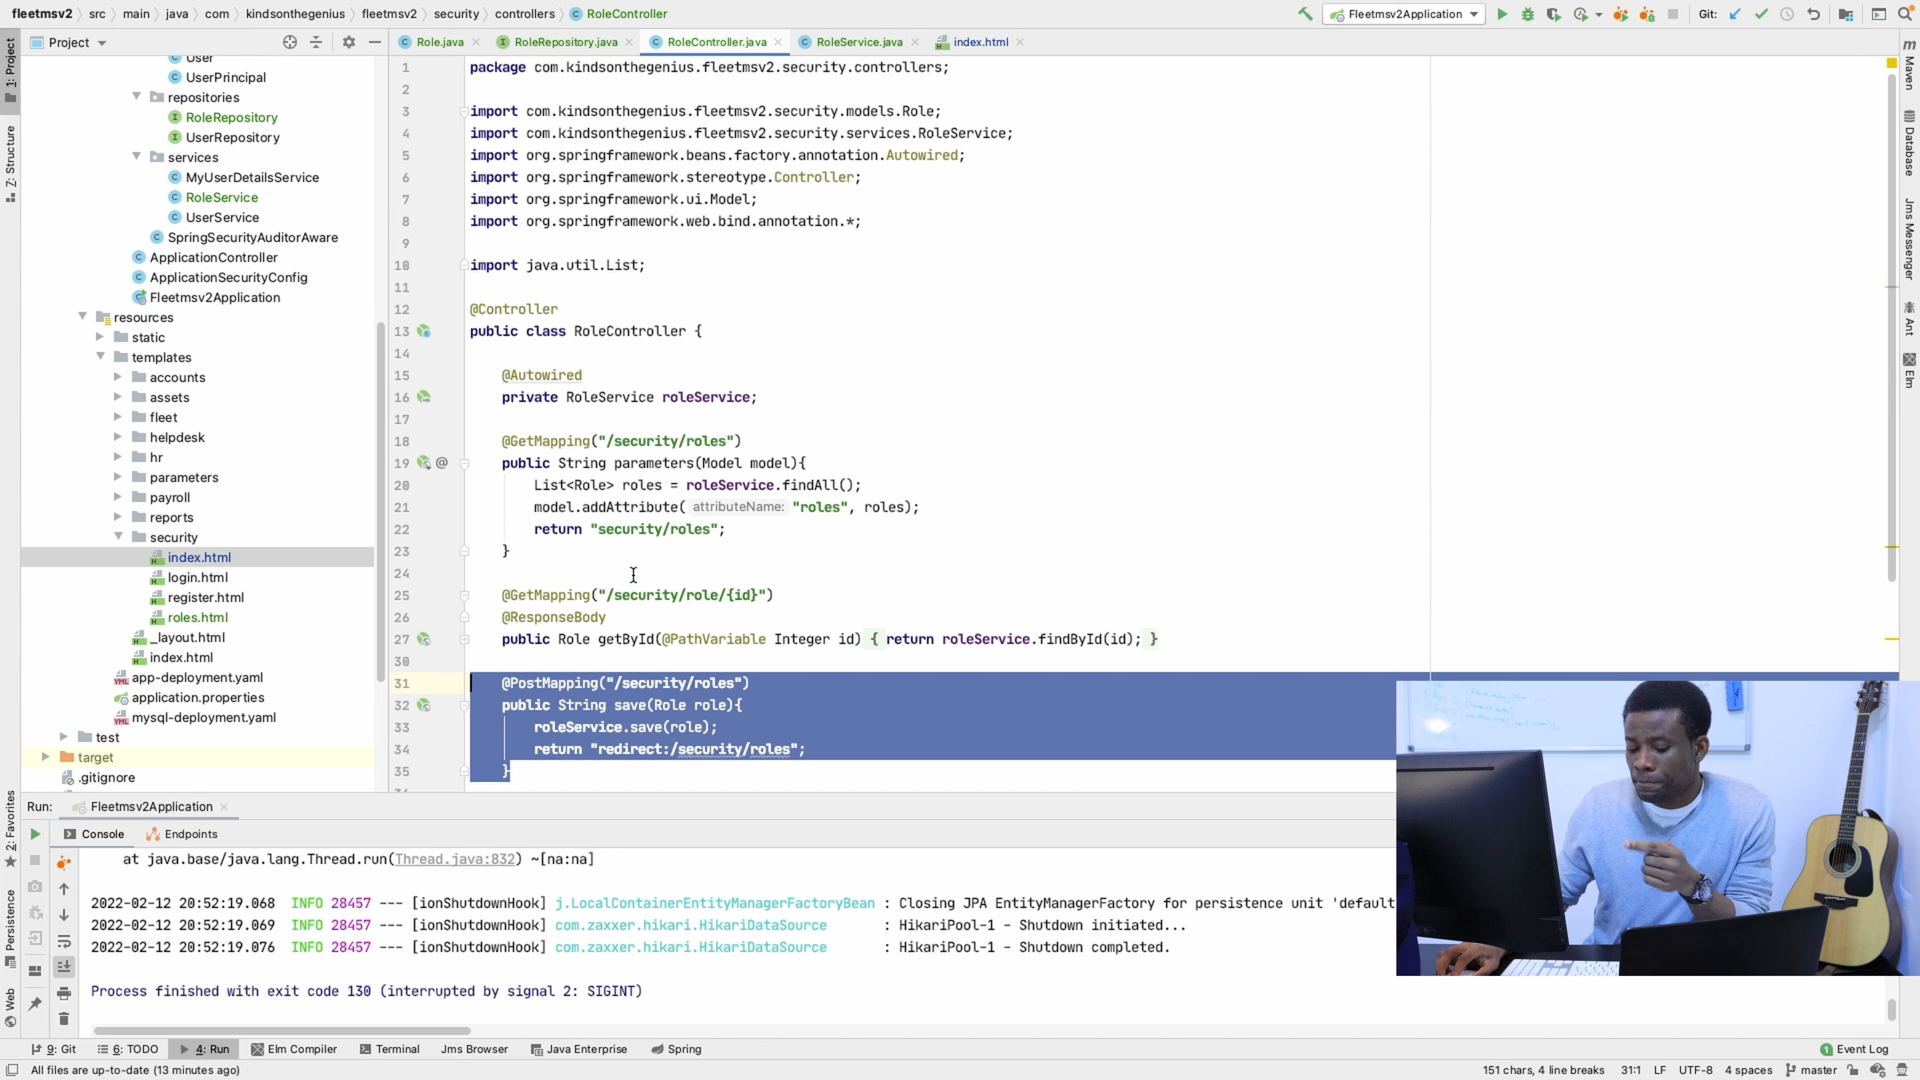 fleetmsv2 src main java com kindsonthegenius fleetmsv2 security controllers RoleController
Fleetmsv2Application
Git:
Project
Role.java
RoleRepository.java
RoleController.java
RoleService.java
index.html
1: Project
Z: Structure
2: Favorites
Persistence
Web
User
UserPrincipal
repositories
RoleRepository
UserRepository
services
MyUserDetailsService
RoleService
UserService
SpringSecurityAuditorAware
ApplicationController
ApplicationSecurityConfig
Fleetmsv2Application
resources
static
templates
accounts
assets
fleet
helpdesk
hr
parameters
payroll
reports
security
index.html
login.html
register.html
roles.html
_layout.html
index.html
app-deployment.yaml
application.properties
mysql-deployment.yaml
test
target
.gitignore
1 package com.kindsonthegenius.fleetmsv2.security.controllers;
2
3 import com.kindsonthegenius.fleetmsv2.security.models.Role;
4 import com.kindsonthegenius.fleetmsv2.security.services.RoleService;
5 import org.springframework.beans.factory.annotation.Autowired;
6 import org.springframework.stereotype.Controller;
7 import org.springframework.ui.Model;
8 import org.springframework.web.bind.annotation.*;
9
10 import java.util.List;
11
12 @Controller
13 public class RoleController {
14
15 @Autowired
16 private RoleService roleService;
17
18 @GetMapping("/security/roles")
19 @ public String parameters(Model model){
20 List<Role> roles = roleService.findAll();
21 model.addAttribute( attributeName: "roles", roles);
22 return "security/roles";
23 }
24
25 @GetMapping("/security/role/{id}")
26 @ResponseBody
27 public Role getById(@PathVariable Integer id) { return roleService.findById(id); }
30
31 @PostMapping("/security/roles")
32 public String save(Role role){
33 roleService.save(role);
34 return "redirect:/security/roles";
35 }
m Maven
Database
Jms Messenger
Ant
Elm
Run: Fleetmsv2Application
Console
Endpoints
at java.base/java.lang.Thread.run(Thread.java:832) ~[na:na]
2022-02-12 20:52:19.068 INFO 28457 --- [ionShutdownHook] j.LocalContainerEntityManagerFactoryBean : Closing JPA EntityManagerFactory for persistence unit 'default
2022-02-12 20:52:19.069 INFO 28457 --- [ionShutdownHook] com.zaxxer.hikari.HikariDataSource : HikariPool-1 - Shutdown initiated...
2022-02-12 20:52:19.076 INFO 28457 --- [ionShutdownHook] com.zaxxer.hikari.HikariDataSource : HikariPool-1 - Shutdown completed.
Process finished with exit code 130 (interrupted by signal 2: SIGINT)
9: Git
6: TODO
4: Run
Elm Compiler
Terminal
Jms Browser
Java Enterprise
Spring
1 Event Log
All files are up-to-date (13 minutes ago)
151 chars, 4 line breaks 31:1 LF UTF-8 4 spaces master